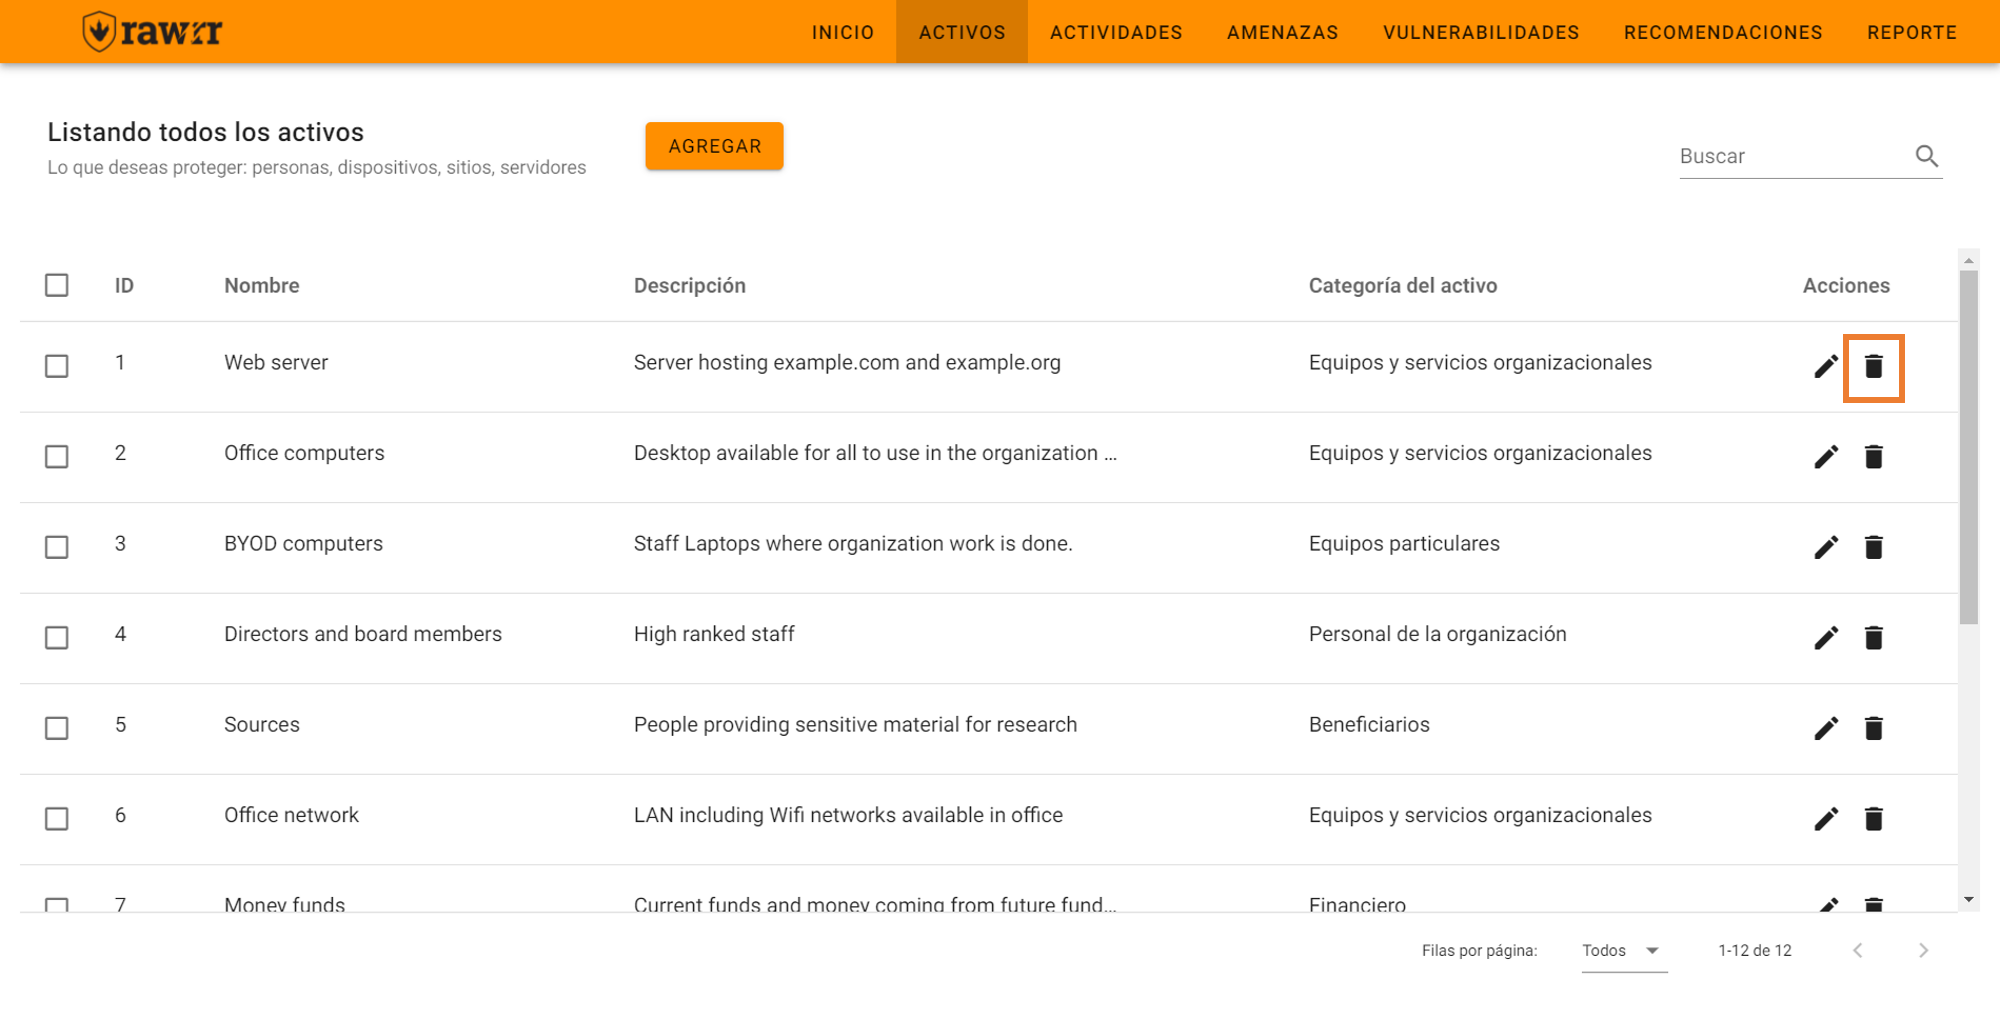 rawrr
INICIO ACTIVOS ACTIVIDADES AMENAZAS VULNERABILIDADES RECOMENDACIONES REPORTE
Listando todos los activos
Lo que deseas proteger: personas, dispositivos, sitios, servidores
AGREGAR
Buscar
ID Nombre Descripción Categoría del activo Acciones
1 Web server Server hosting example.com and example.org Equipos y servicios organizacionales
2 Office computers Desktop available for all to use in the organization ... Equipos y servicios organizacionales
3 BYOD computers Staff Laptops where organization work is done. Equipos particulares
4 Directors and board members High ranked staff Personal de la organización
5 Sources People providing sensitive material for research Beneficiarios
6 Office network LAN including Wifi networks available in office Equipos y servicios organizacionales
7 Money funds Current funds and money coming from future fund... Financiero
Filas por página: Todos 1-12 de 12